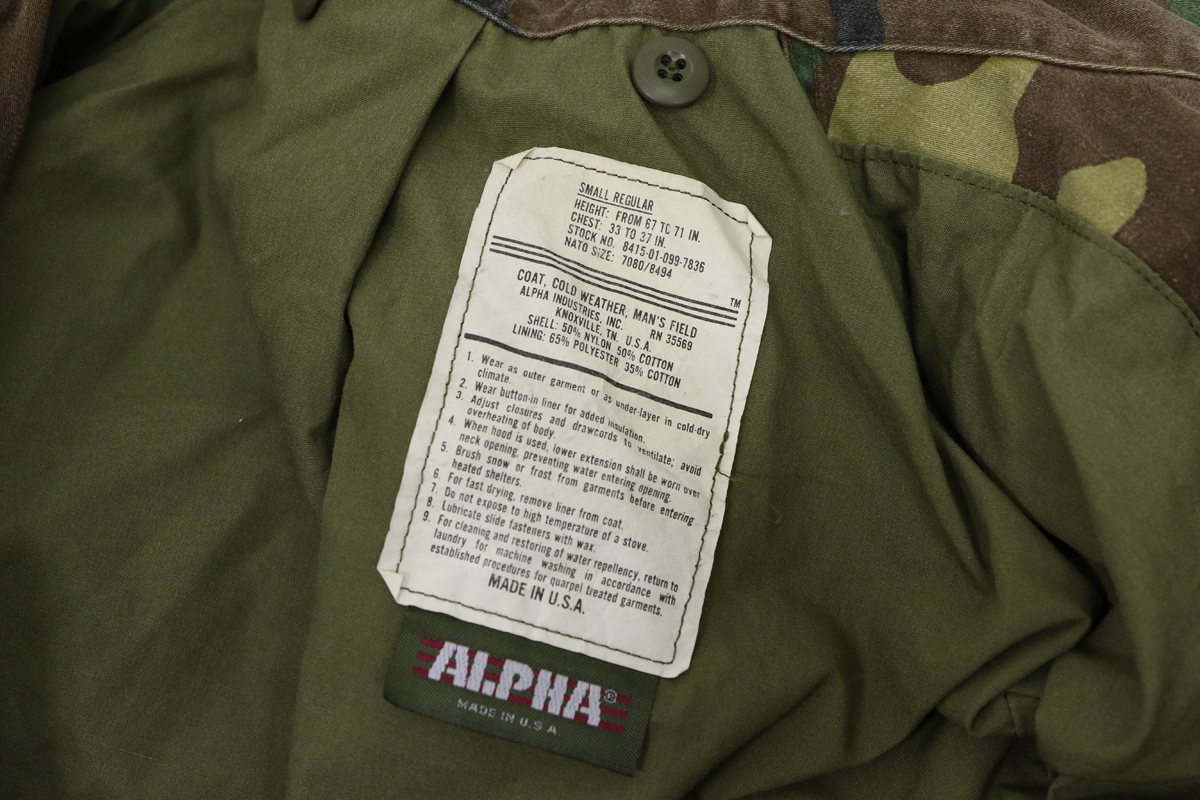 SMALL REGULAR
HEIGHT: FROM 67 TO 71 IN.
CHEST: 33 TO 37 IN.
STOCK NO. 8415-01-099-7836
NATO SIZE: 7080/8494
TM
COAT, COLD WEATHER, MAN'S FIELD
ALPHA INDUSTRIES, INC. RN 35569
KNOXVILLE, TN. U.S.A.
SHELL: 50% NYLON 50% COTTON
LINING: 65% POLYESTER 35% COTTON
1. Wear as outer garment or as under-layer in cold-dry
climate.
2. Wear button-in liner for added insulation.
3. Adjust closures and drawcords to ventilate; avoid
overheating of body.
4. When hood is used, lower extension shall be worn over
neck opening, preventing water entering opening.
5. Brush snow or frost from garments before entering
heated shelters.
6. For fast drying, remove liner from coat.
7. Do not expose to high temperature of a stove.
8. Lubricate slide fasteners with wax.
9. For cleaning and restoring of water repellency, return to
laundry for machine washing in accordance with
established procedures for quarpel treated garments.
MADE IN U.S.A.
ALPHA®
MADE IN U.S.A